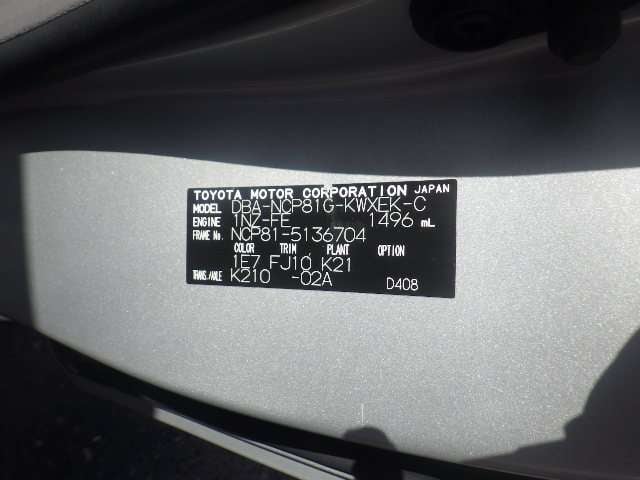 TOYOTA MOTOR CORPORATION JAPAN
MODEL DBA-NCP81G-KWXEK-C
ENGINE 1NZ-FE 1496 mL
FRAME No. NCP81-5136704
COLOR TRIM PLANT OPTION
1E7 FJ10 K21
TRANS./AXLE K210 -02A D408